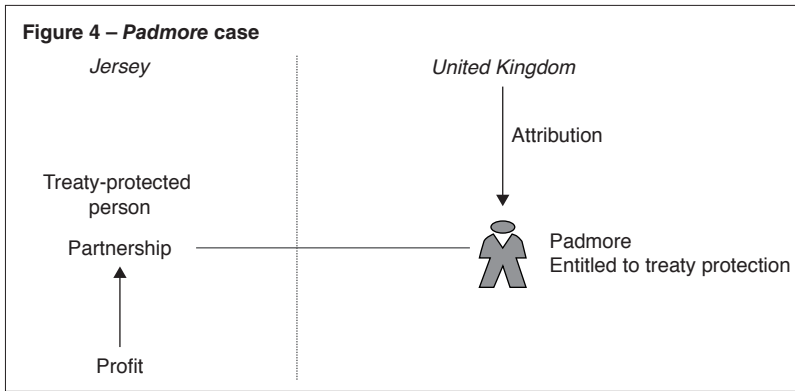 Figure 4 – Padmore case
Jersey
United Kingdom
Attribution
Treaty-protected
person
Partnership
Padmore
Entitled to treaty protection
Profit